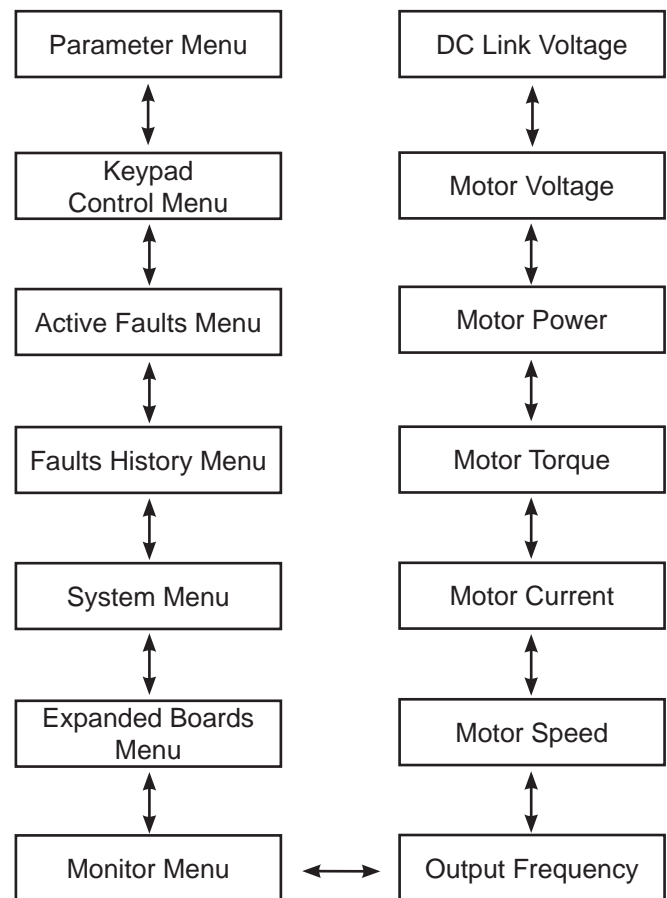 Parameter Menu
Keypad
Control Menu
Active Faults Menu
Faults History Menu
System Menu
Expanded Boards
Menu
Monitor Menu
DC Link Voltage
Motor Voltage
Motor Power
Motor Torque
Motor Current
Motor Speed
Output Frequency